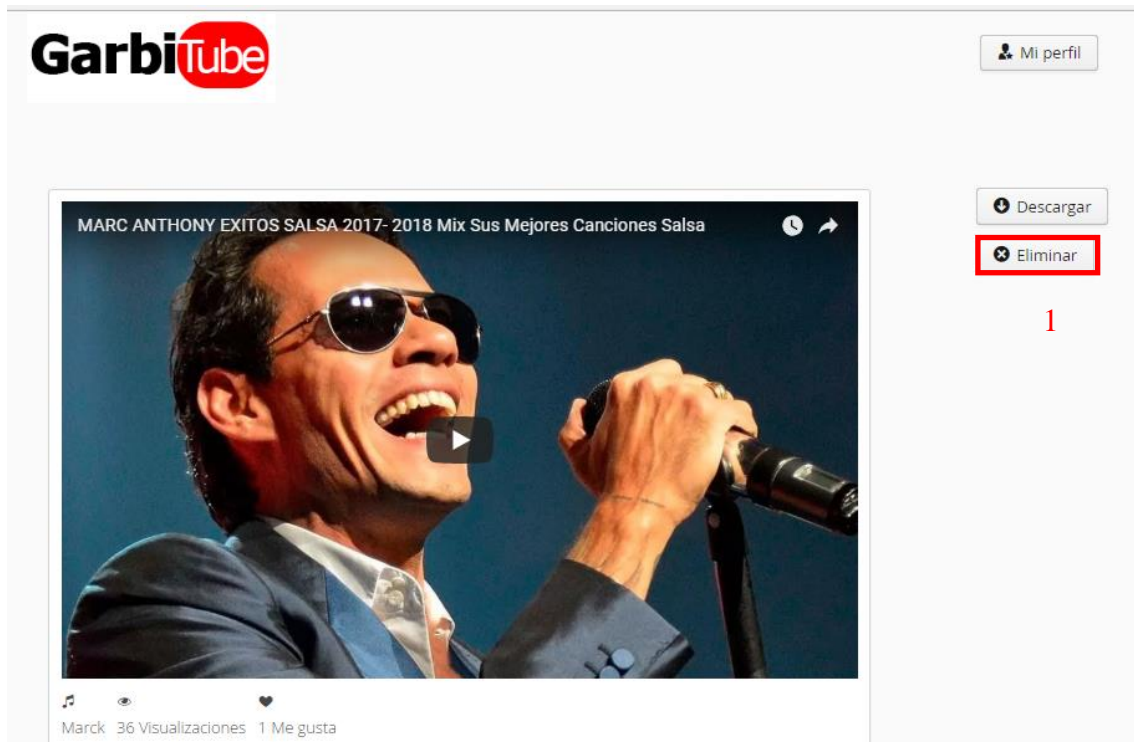 GarbiTube
Mi perfil
MARC ANTHONY EXITOS SALSA 2017- 2018 Mix Sus Mejores Canciones Salsa
Descargar
Eliminar
1
Marck 36 Visualizaciones 1 Me gusta